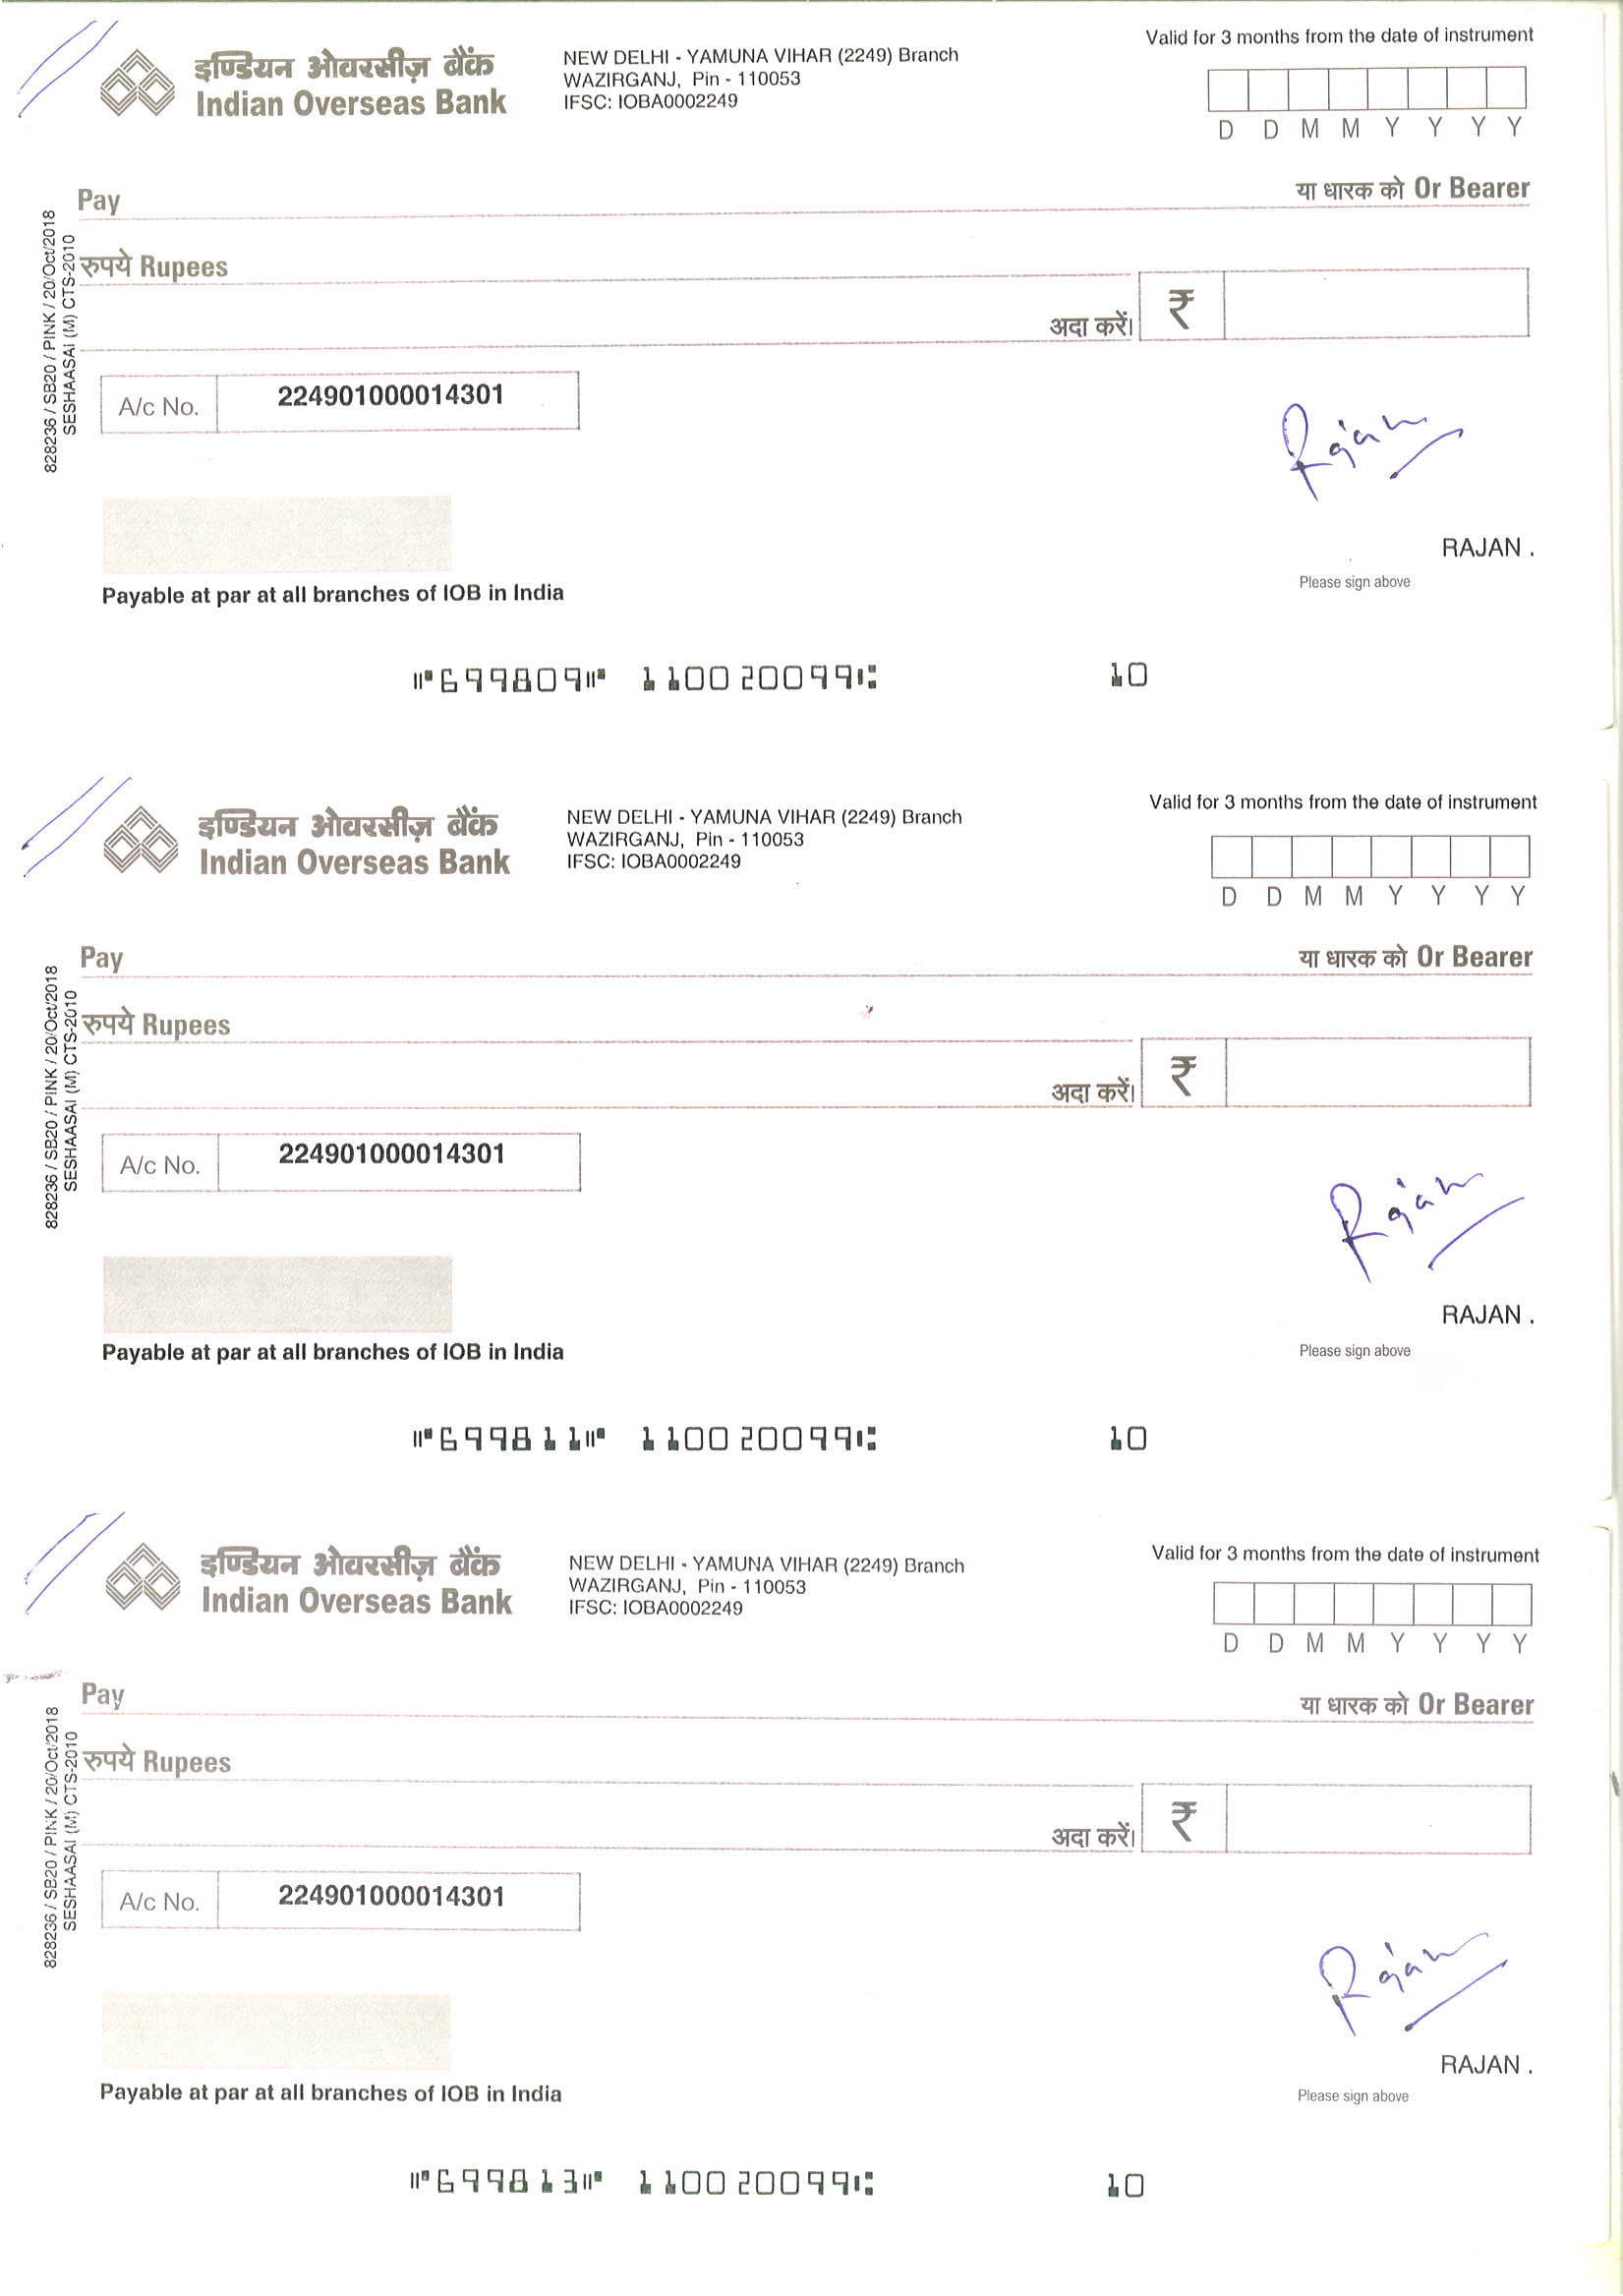 इण्डियन ओवरसीज़ बैंक
Indian Overseas Bank
NEW DELHI - YAMUNA VIHAR (2249) Branch
WAZIRGANJ, Pin - 110053
IFSC: IOBA0002249
Valid for 3 months from the date of instrument
D D M M Y Y Y Y
Pay
या धारक को Or Bearer
रुपये Rupees
अदा करें।
₹
A/c No. 224901000014301
828236 / SB20 / PINK / 20/Oct/2018
SESHAASAI (M) CTS-2010
Rajan
RAJAN .
Please sign above
Payable at par at all branches of IOB in India
⑈699809⑈ 110020099⑆ 10
इण्डियन ओवरसीज़ बैंक
Indian Overseas Bank
NEW DELHI - YAMUNA VIHAR (2249) Branch
WAZIRGANJ, Pin - 110053
IFSC: IOBA0002249
Valid for 3 months from the date of instrument
D D M M Y Y Y Y
Pay
या धारक को Or Bearer
रुपये Rupees
अदा करें।
₹
A/c No. 224901000014301
828236 / SB20 / PINK / 20/Oct/2018
SESHAASAI (M) CTS-2010
Rajan
RAJAN .
Please sign above
Payable at par at all branches of IOB in India
⑈699811⑈ 110020099⑆ 10
इण्डियन ओवरसीज़ बैंक
Indian Overseas Bank
NEW DELHI - YAMUNA VIHAR (2249) Branch
WAZIRGANJ, Pin - 110053
IFSC: IOBA0002249
Valid for 3 months from the date of instrument
D D M M Y Y Y Y
Pay
या धारक को Or Bearer
रुपये Rupees
अदा करें।
₹
A/c No. 224901000014301
828236 / SB20 / PINK / 20/Oct/2018
SESHAASAI (M) CTS-2010
Rajan
RAJAN .
Please sign above
Payable at par at all branches of IOB in India
⑈699813⑈ 110020099⑆ 10